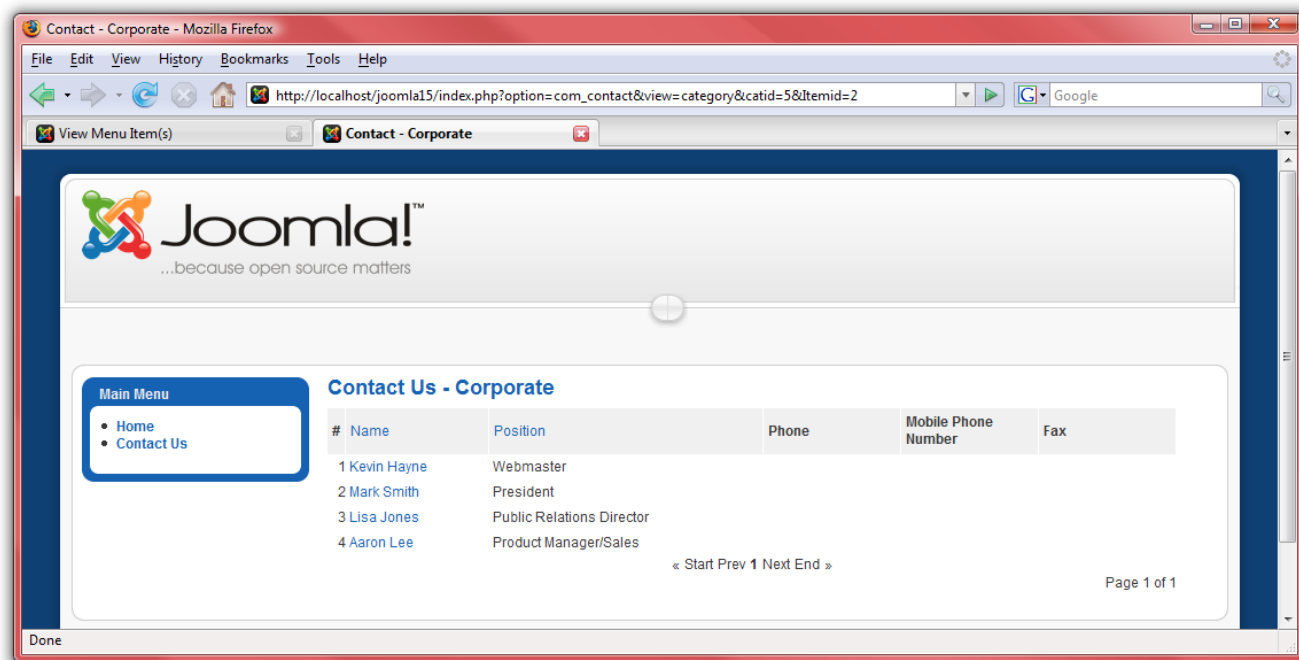 Contact - Corporate - Mozilla Firefox
File Edit View History Bookmarks Tools Help
http://localhost/joomla15/index.php?option=com_contact&view=category&catid=5&Itemid=2 G Google
View Menu Item(s) Contact - Corporate
Joomla!™
...because open source matters
Main Menu
Home
Contact Us
Contact Us - Corporate
# Name Position Phone Mobile Phone Number Fax
1 Kevin Hayne Webmaster
2 Mark Smith President
3 Lisa Jones Public Relations Director
4 Aaron Lee Product Manager/Sales
« Start Prev 1 Next End »
Page 1 of 1
Done